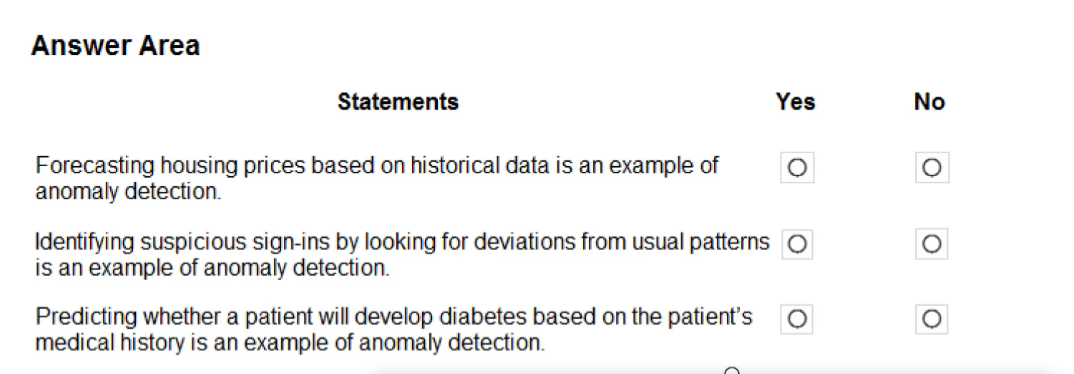 Answer Area
Statements Yes No
Forecasting housing prices based on historical data is an example of
anomaly detection.
Identifying suspicious sign-ins by looking for deviations from usual patterns
is an example of anomaly detection.
Predicting whether a patient will develop diabetes based on the patient's
medical history is an example of anomaly detection.